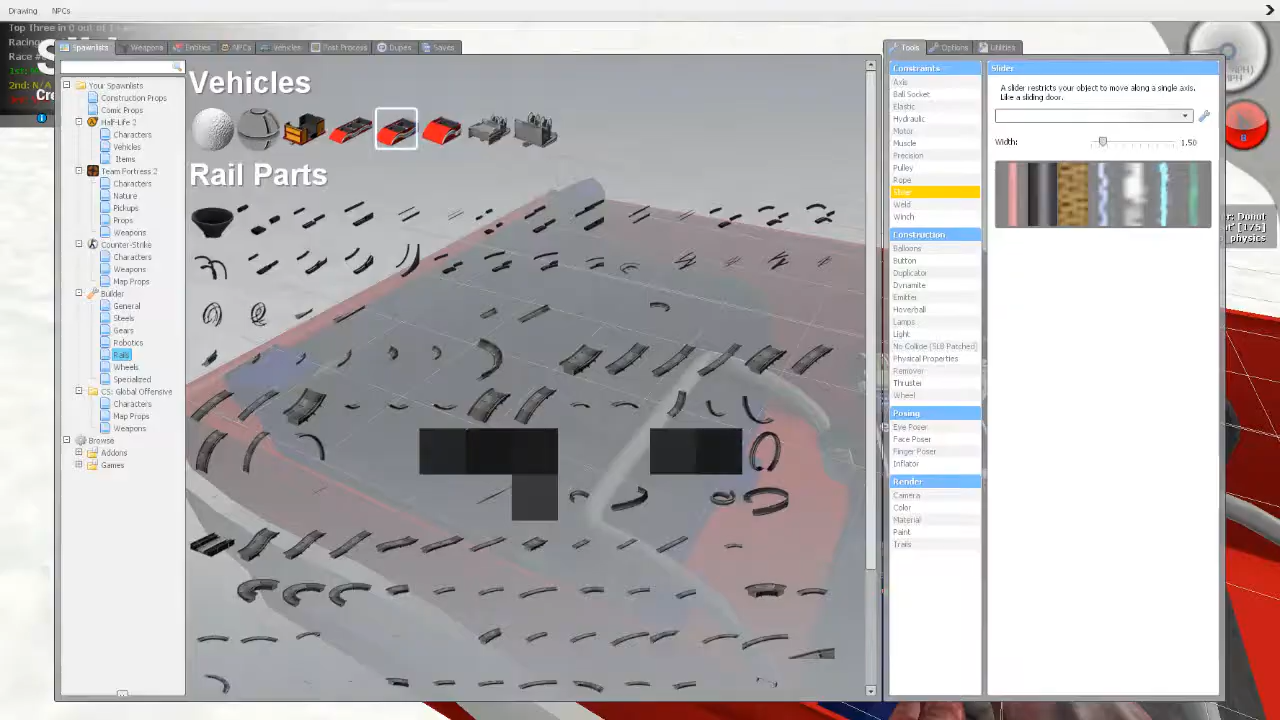 Drawing NPCs
Top Three in 0 out of
Race
2nd: N/A
Spawnlists Weapons Entities NPCs Vehicles Post Process Dupes Saves
Your Spawnlists
Construction Props
Comic Props
Half-Life 2
Characters
Vehicles
Items
Team Fortress 2
Characters
Nature
Pickups
Props
Weapons
Counter-Strike
Characters
Weapons
Map Props
Builder
General
Steels
Gears
Robotics
Rails
Wheels
Specialized
CS: Global Offensive
Characters
Map Props
Weapons
Browse
Addons
Games
Vehicles
Rail Parts
Tools Options Utilities
Constraints
Axis
Ball Socket
Elastic
Hydraulic
Motor
Muscle
Precision
Pulley
Rope
Slider
Weld
Winch
Construction
Balloons
Button
Duplicator
Dynamite
Emitter
Hoverball
Lamps
Light
No Collide (SLB Patched)
Physical Properties
Remover
Thruster
Wheel
Posing
Eye Poser
Face Poser
Finger Poser
Inflator
Render
Camera
Color
Material
Paint
Trails
Slider
A slider restricts your object to move along a single axis.
Like a sliding door.
Width: 1.50
: Donut
[175]
physics